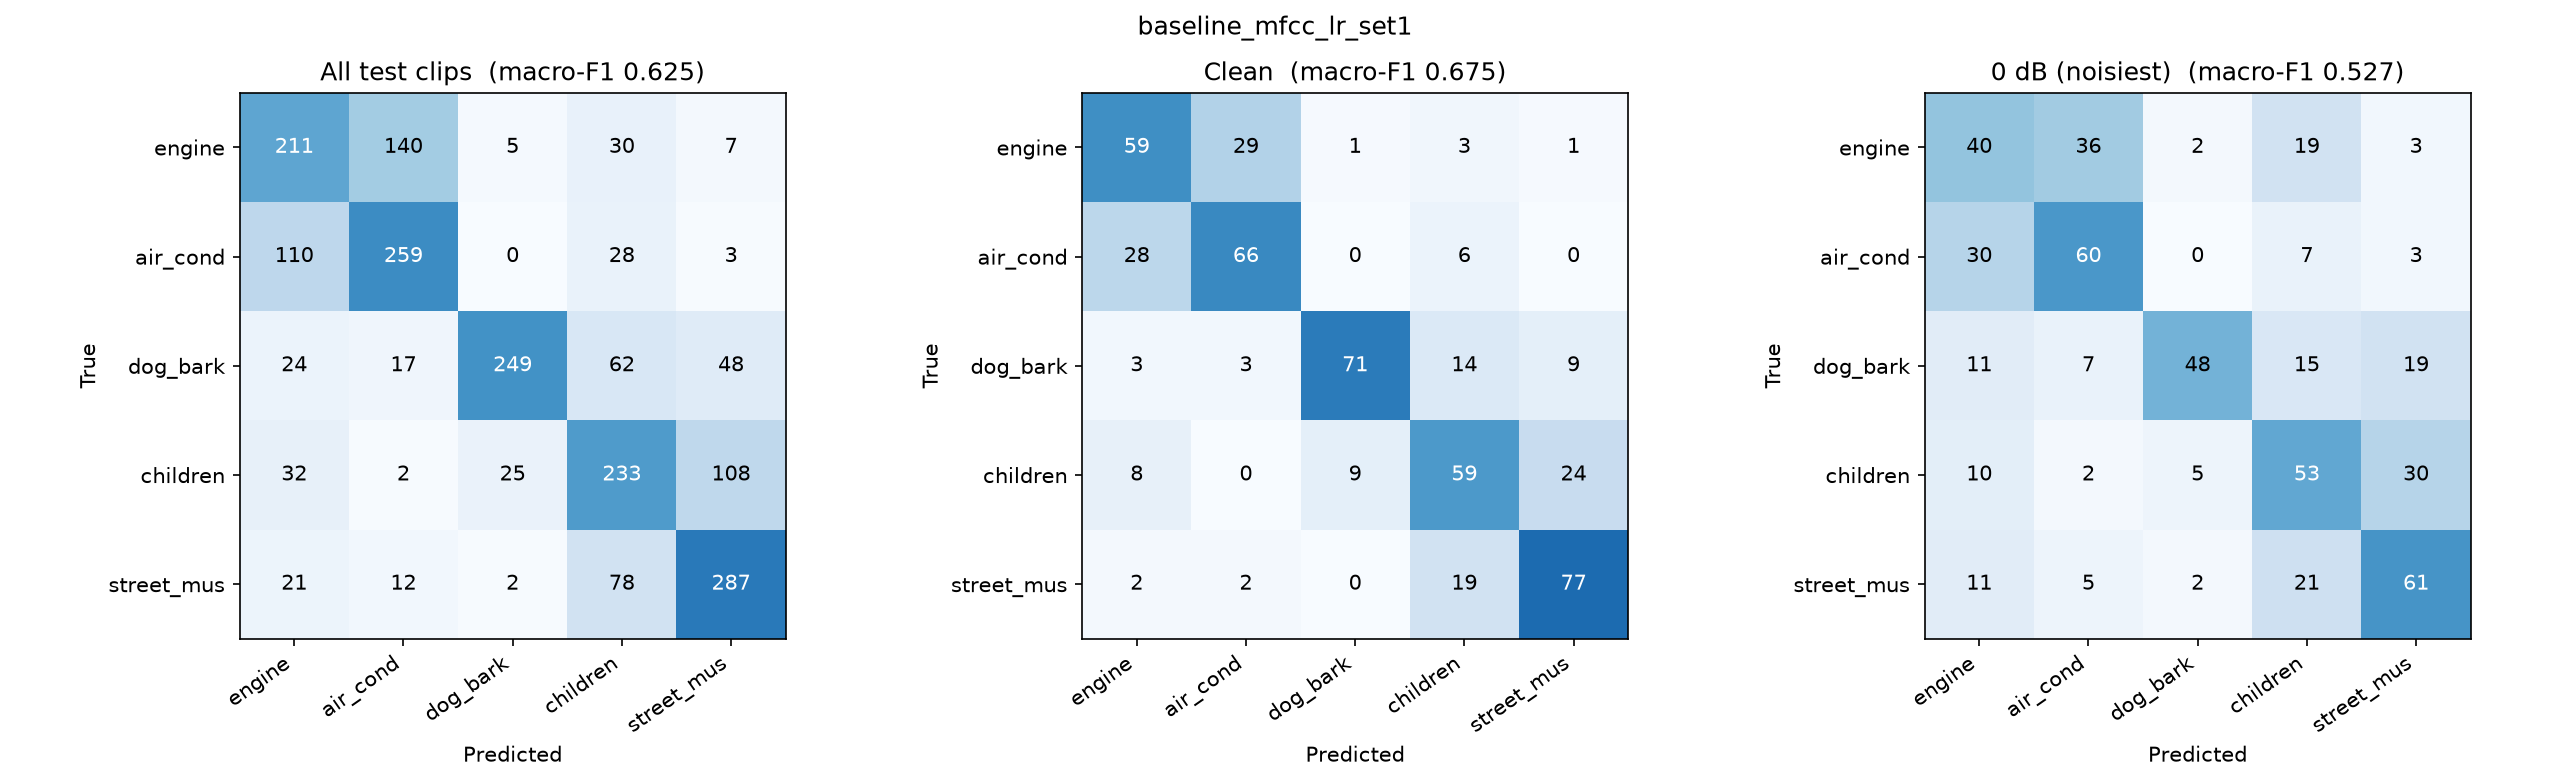 baseline_mfcc_lr_set1
All test clips (macro-F1 0.625)
True
engine 211 140 5 30 7
air_cond 110 259 0 28 3
dog_bark 24 17 249 62 48
children 32 2 25 233 108
street_mus 21 12 2 78 287
engine air_cond dog_bark children street_mus
Predicted
Clean (macro-F1 0.675)
True
engine 59 29 1 3 1
air_cond 28 66 0 6 0
dog_bark 3 3 71 14 9
children 8 0 9 59 24
street_mus 2 2 0 19 77
engine air_cond dog_bark children street_mus
Predicted
0 dB (noisiest) (macro-F1 0.527)
True
engine 40 36 2 19 3
air_cond 30 60 0 7 3
dog_bark 11 7 48 15 19
children 10 2 5 53 30
street_mus 11 5 2 21 61
engine air_cond dog_bark children street_mus
Predicted